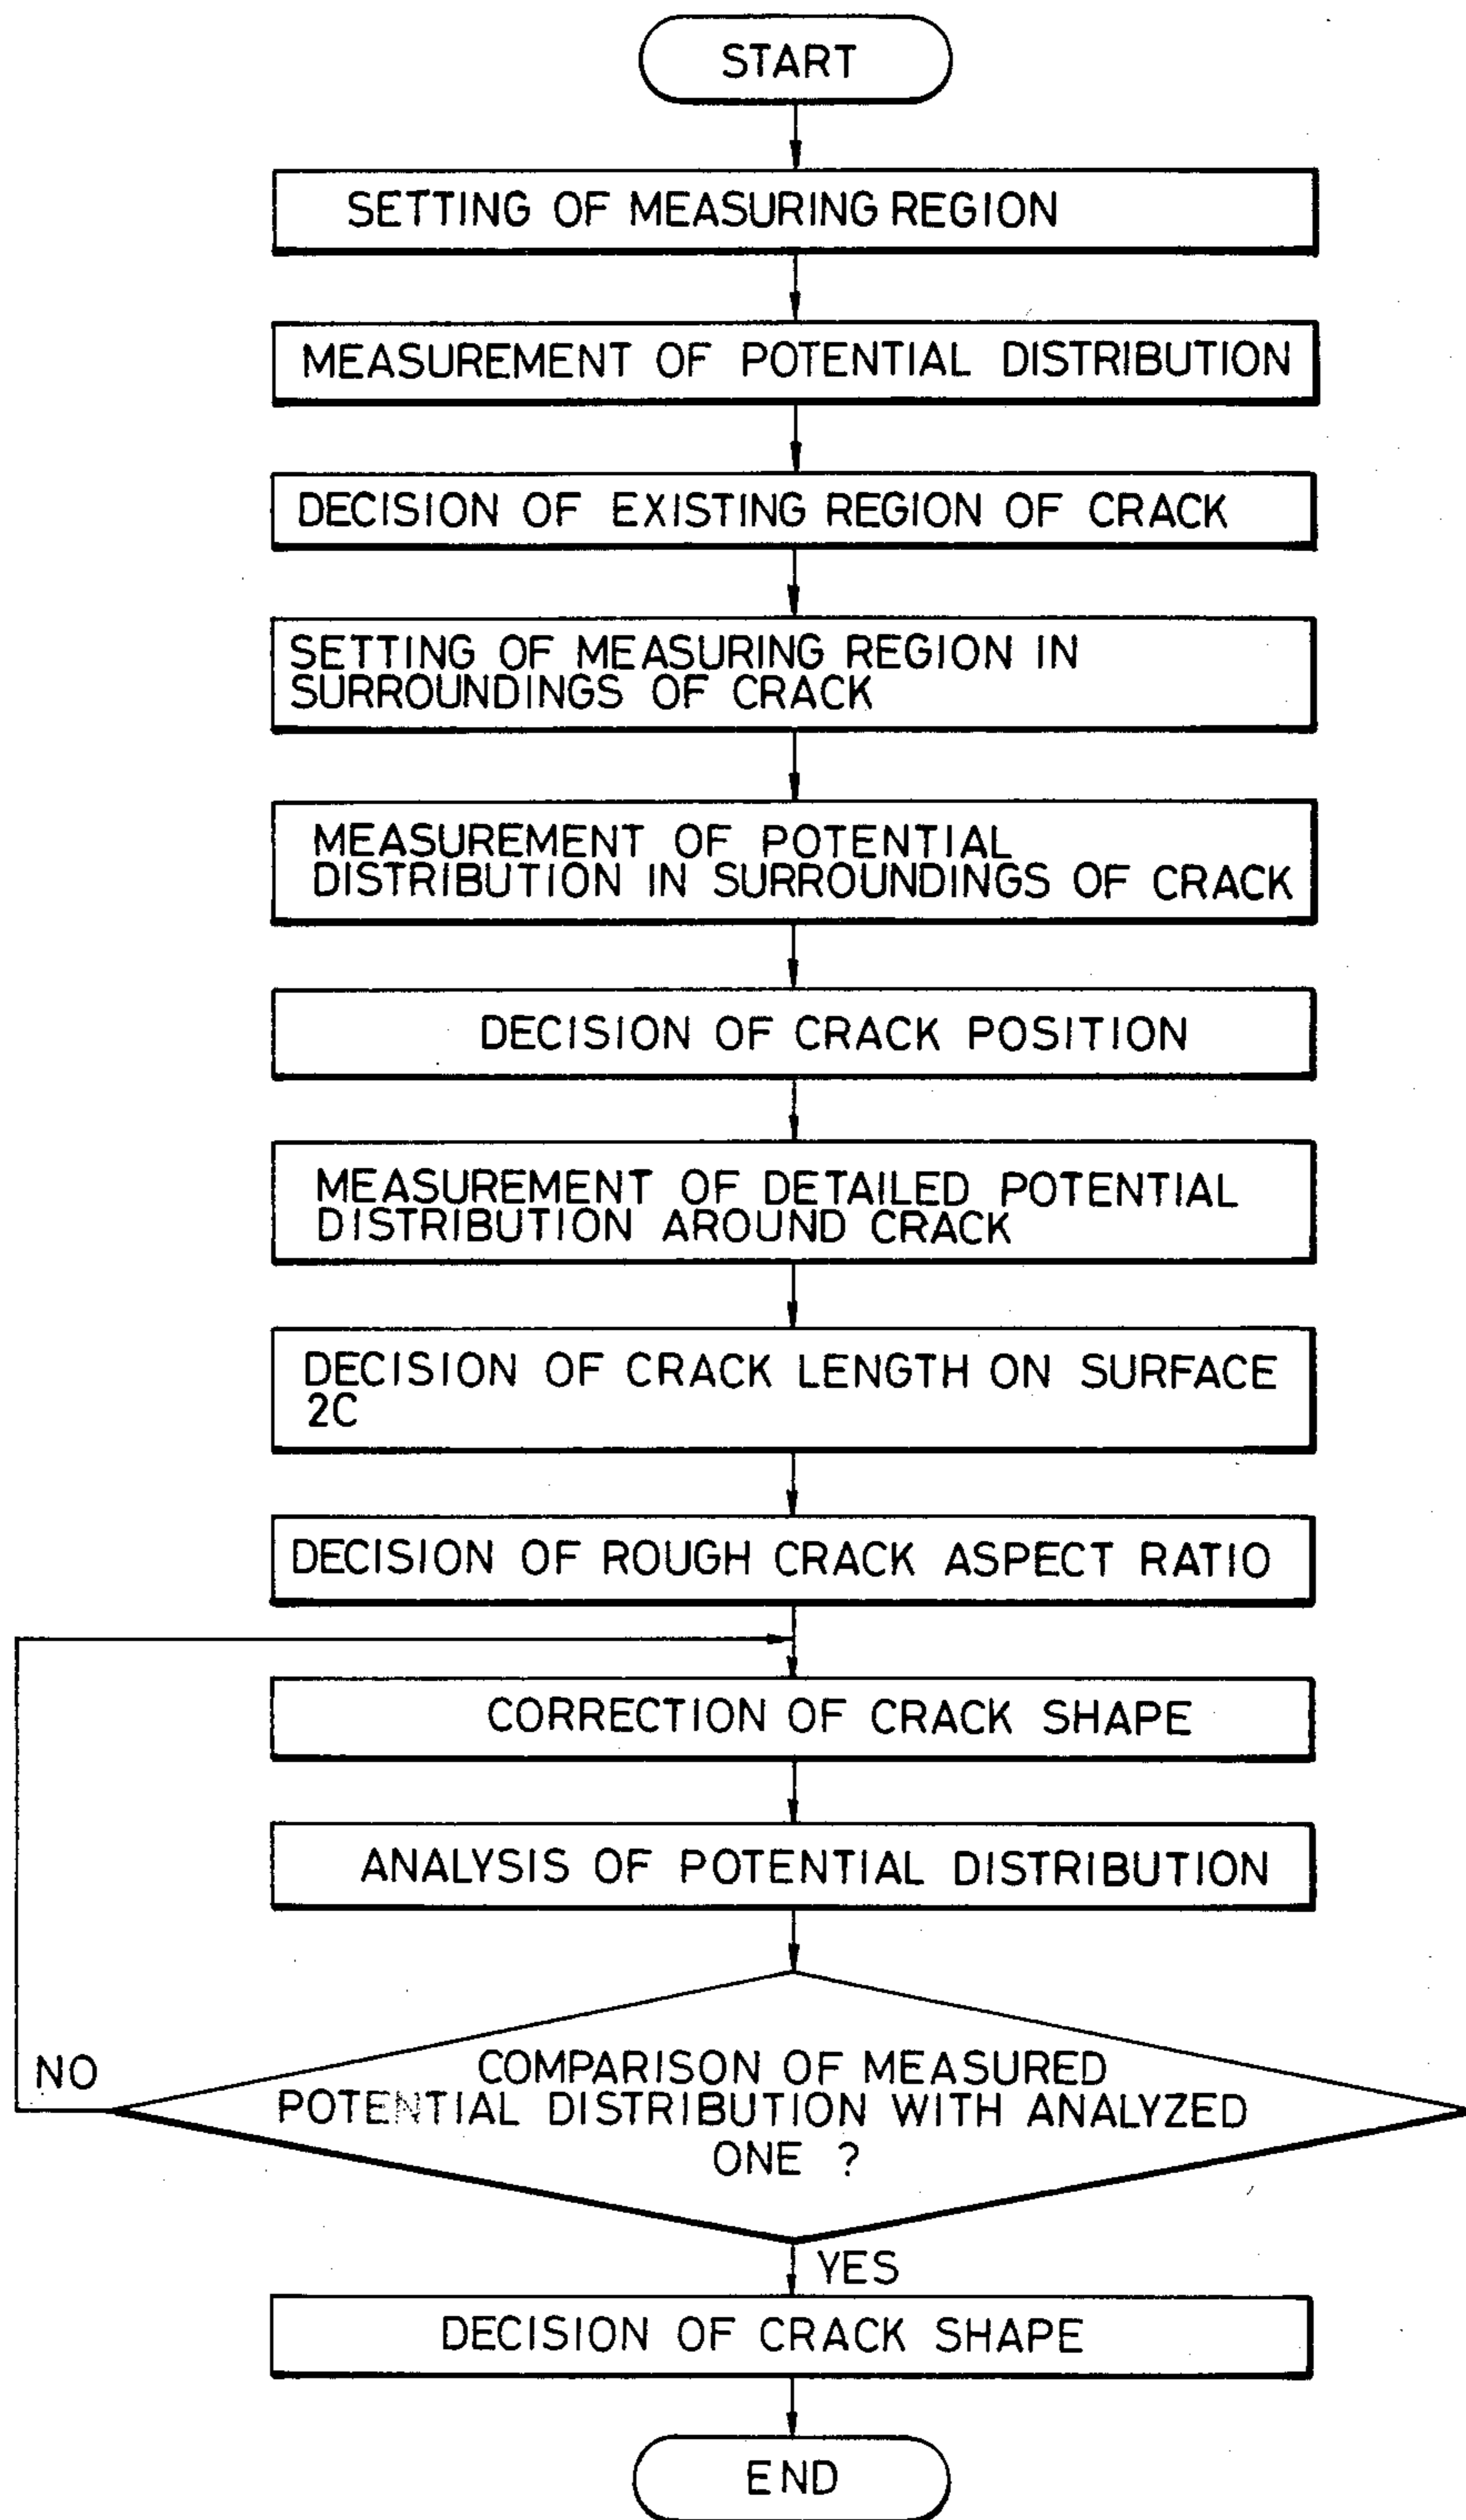 START
SETTING OF MEASURING REGION
MEASUREMENT OF POTENTIAL DISTRIBUTION
DECISION OF EXISTING REGION OF CRACK
SETTING OF MEASURING REGION IN
SURROUNDINGS OF CRACK
MEASUREMENT OF POTENTIAL
DISTRIBUTION IN SURROUNDINGS OF CRACK
DECISION OF CRACK POSITION
MEASUREMENT OF DETAILED POTENTIAL
DISTRIBUTION AROUND CRACK
DECISION OF CRACK LENGTH ON SURFACE
2C
DECISION OF ROUGH CRACK ASPECT RATIO
CORRECTION OF CRACK SHAPE
ANALYSIS OF POTENTIAL DISTRIBUTION
NO
COMPARISON OF MEASURED
POTENTIAL DISTRIBUTION WITH ANALYZED
ONE ?
YES
DECISION OF CRACK SHAPE
END